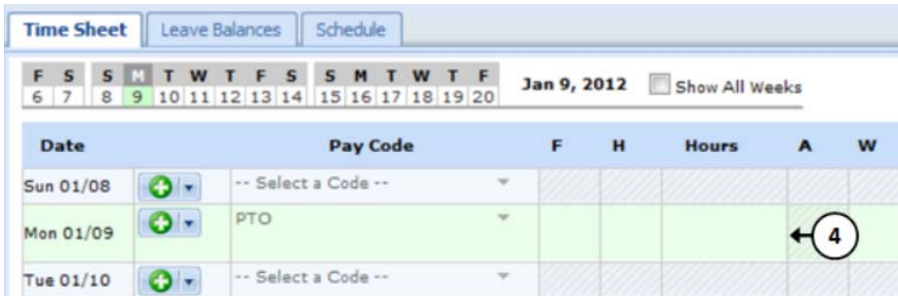 Time Sheet Leave Balances Schedule
F S S M T W T F S S M T W T F Jan 9, 2012 Show All Weeks
6 7 8 9 10 11 12 13 14 15 16 17 18 19 20
Date Pay Code F H Hours A W
Sun 01/08 -- Select a Code --
Mon 01/09 PTO 4
Tue 01/10 -- Select a Code --